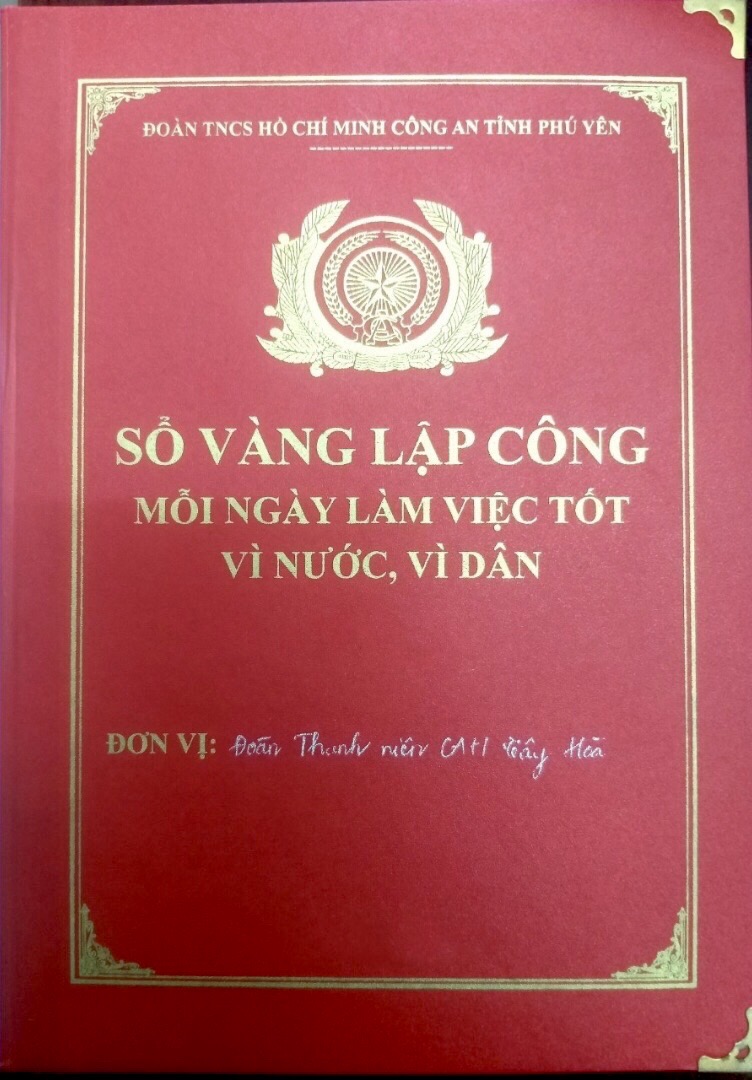 ĐOÀN TNCS HỒ CHÍ MINH CÔNG AN TỈNH PHÚ YÊN
SỔ VÀNG LẬP CÔNG
MỖI NGÀY LÀM VIỆC TỐT
VÌ NƯỚC, VÌ DÂN
ĐƠN VỊ: Đoàn Thanh niên CAH Tây Hoà